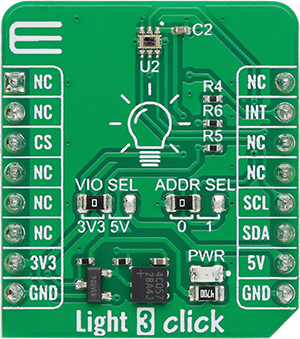 C2
U2
R4
R6
R5
NC
NC
CS
NC
NC
NC
3V3
GND
NC
INT
NC
NC
SCL
SDA
5V
GND
VIO SEL
3V3 5V
ADDR SEL
0 1
PWR
Light 3 click